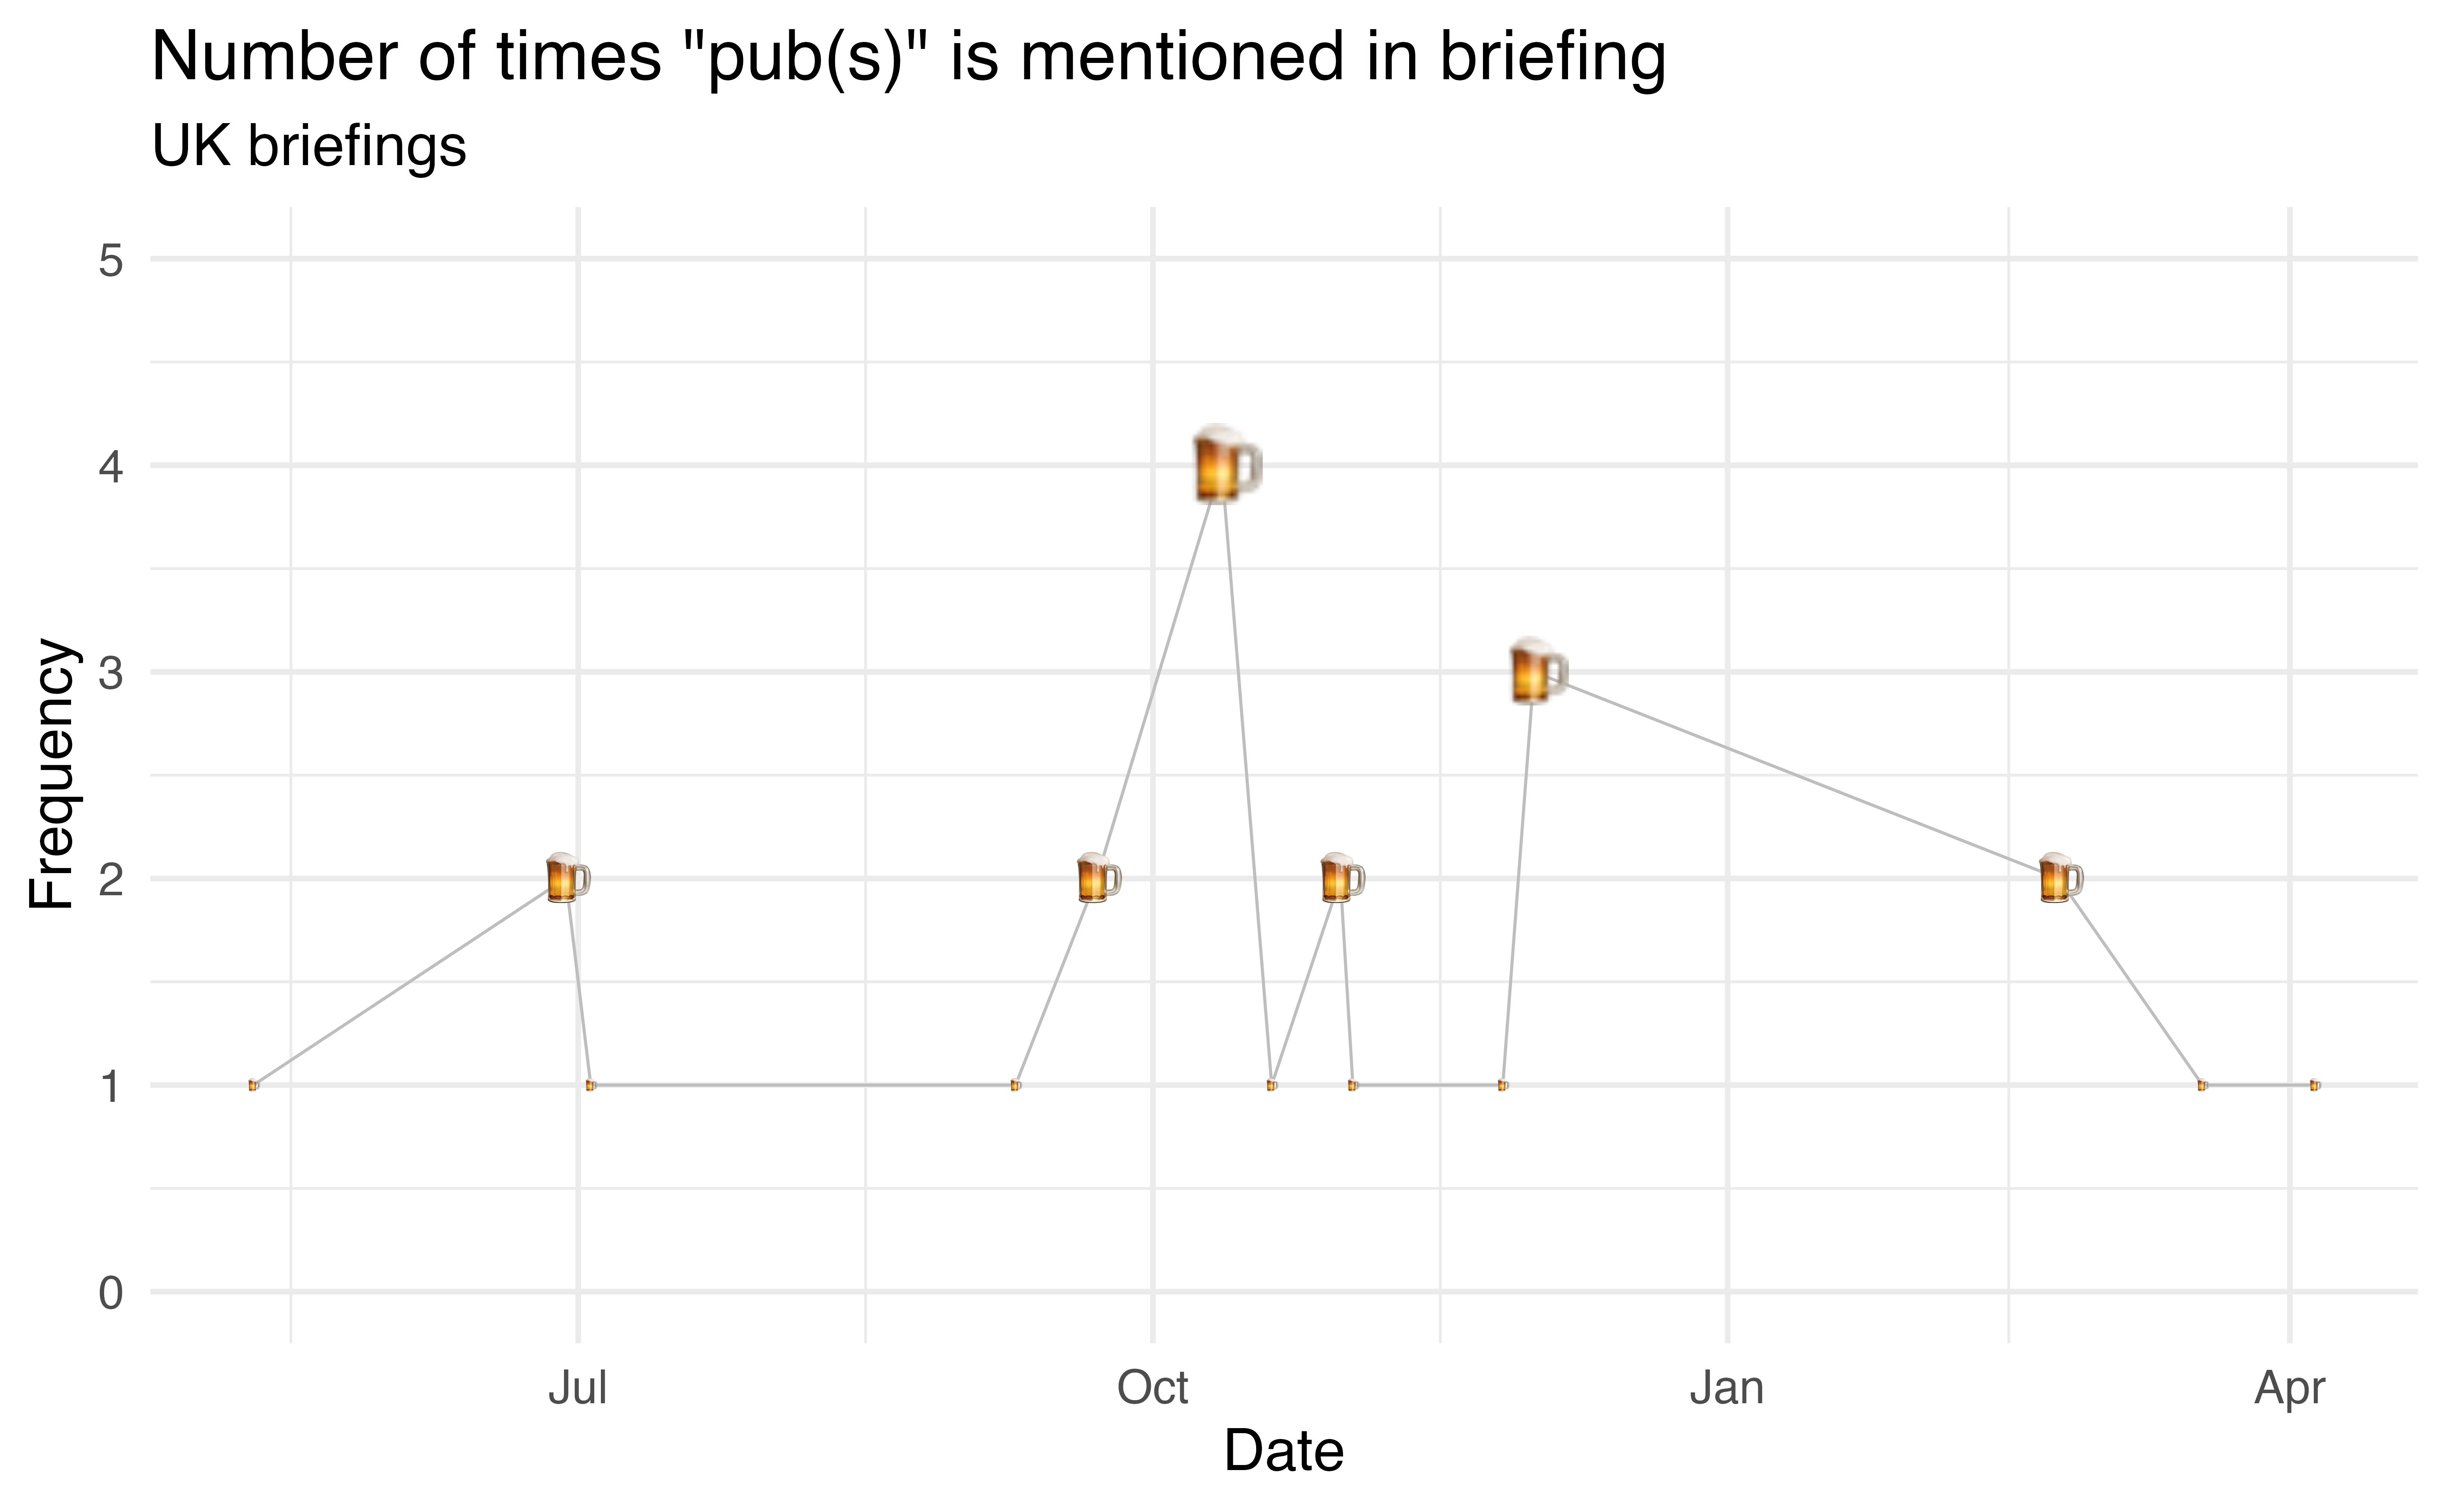 Number of times "pub(s)" is mentioned in briefing
UK briefings
5
4
3
2
1
0
Frequency
Jul
Oct
Jan
Apr
Date